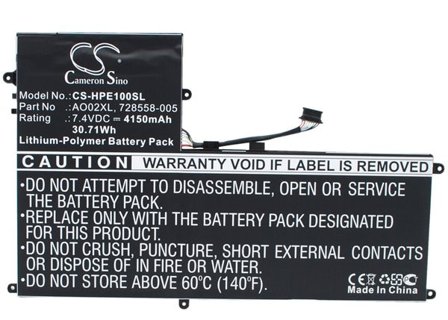 CS
Cameron Sino
Model No.: CS-HPE100SL
P/N: AO02XL, 728558-005
Rating: 7.4VDC ⎓ 4150mAh
30.71Wh
Lithium-Polymer Battery Pack
CAUTION WARRANTY VOID IF LABEL IS REMOVED
•DO NOT ATTEMPT TO DISASSEMBLE, OPEN OR SERVICE
THE BATTERY PACK.
•REPLACE ONLY WITH THE BATTERY PACK DESIGNATED
FOR THIS PRODUCT.
•DO NOT CRUSH, PUNCTURE, SHORT EXTERNAL CONTACTS
OR DISPOSE OF IN FIRE OR WATER.
•DO NOT STORE ABOVE 60°C (140°F).
CE FC
Made in China